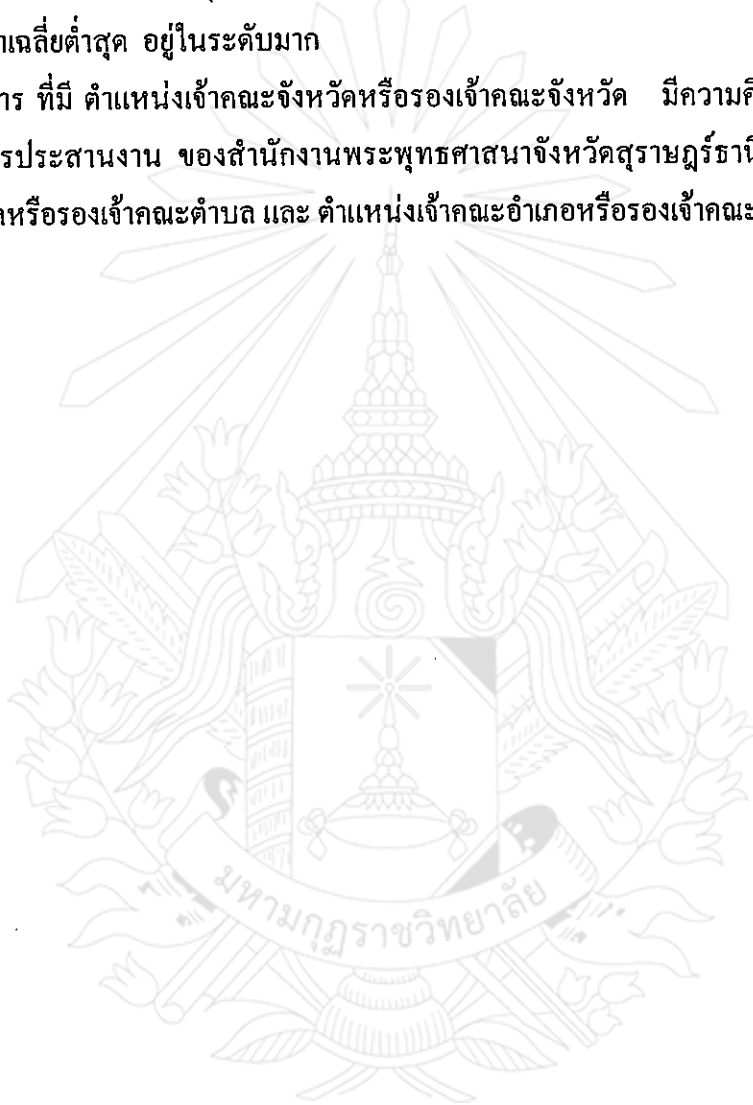 าเฉลี่ยต่ำสุด อยู่ในระดับมาก
าร ที่มี ตำแหน่งเจ้าคณะจังหวัดหรือรองเจ้าคณะจังหวัด มีความคิ
รประสานงาน ของสำนักงานพระพุทธศาสนาจังหวัดสุราษฎร์ธานี
หรือรองเจ้าคณะตำบล และ ตำแหน่งเจ้าคณะอำเภอหรือรองเจ้าคณะ
มหามกุฏราชวิทยาลัย